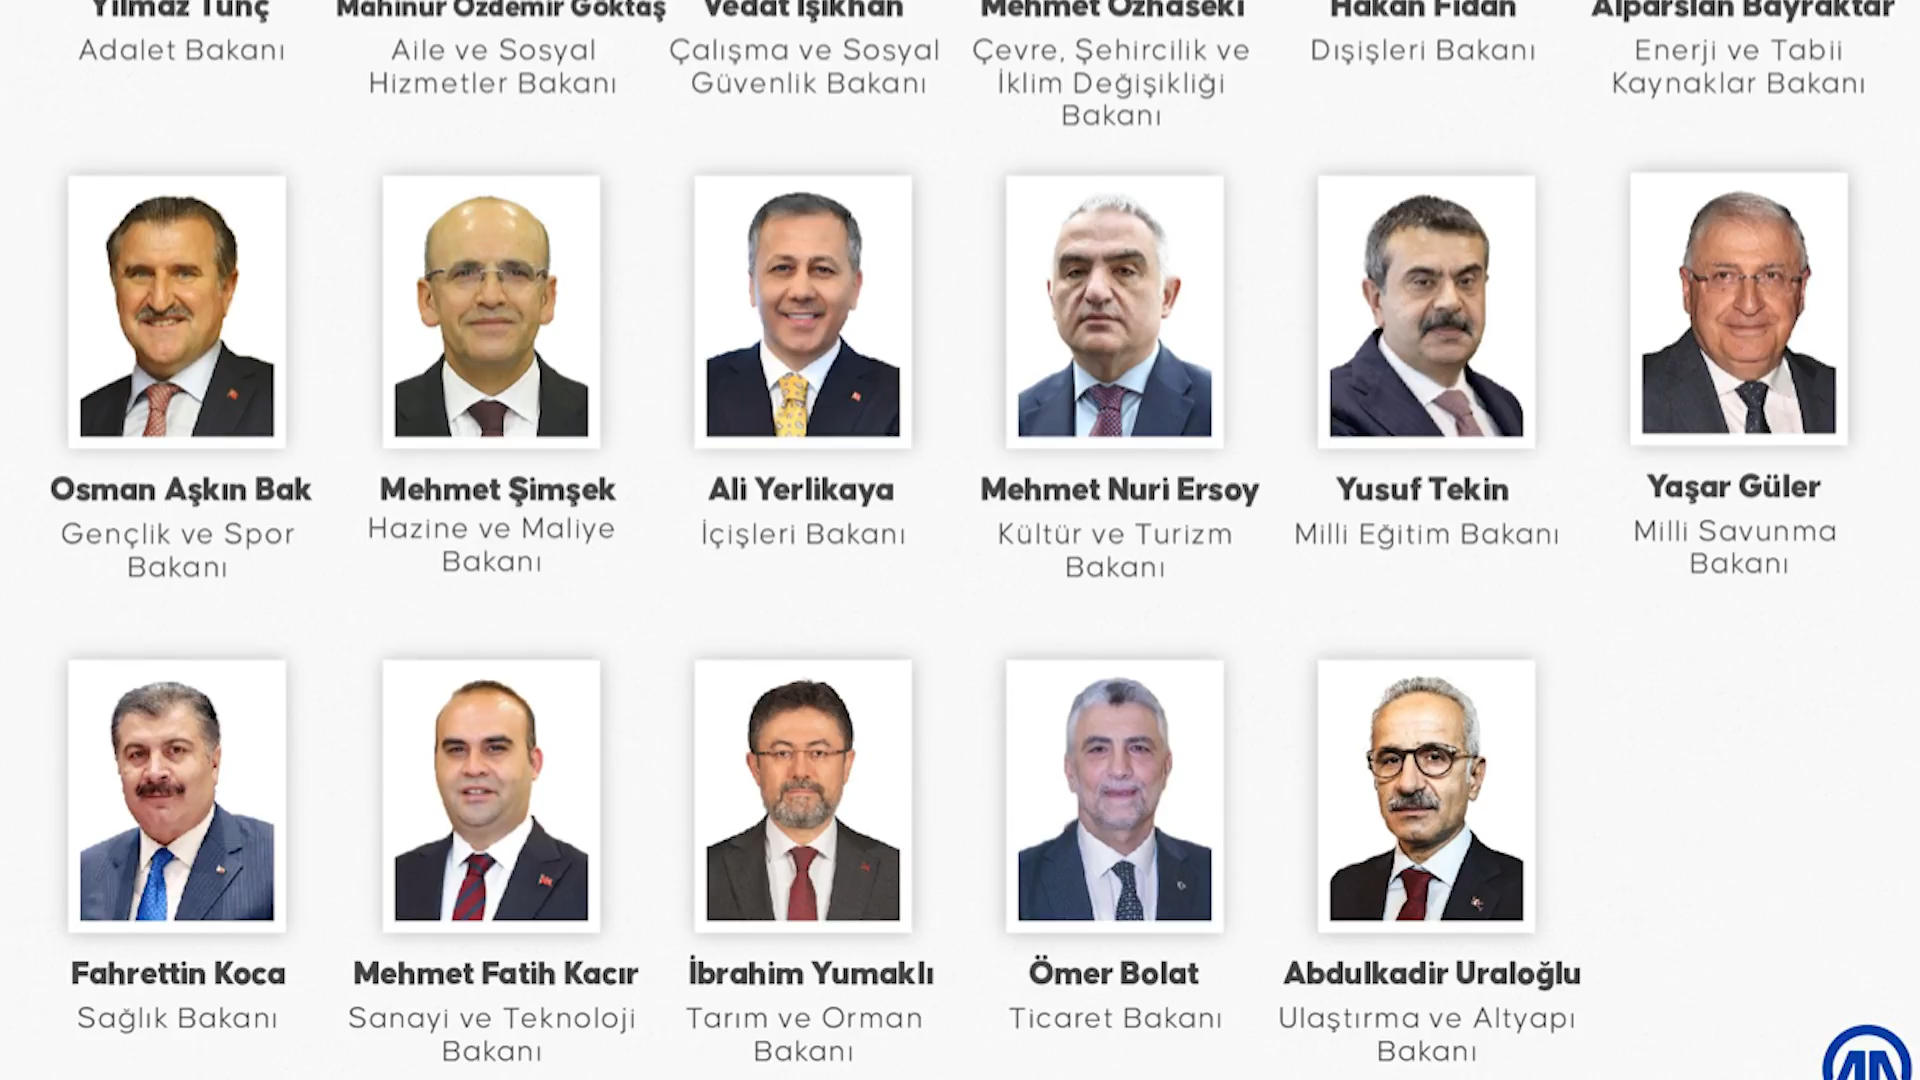 Yılmaz Tunç
Adalet Bakanı
Mahinur Özdemir Göktaş
Aile ve Sosyal
Hizmetler Bakanı
Vedat Işıkhan
Çalışma ve Sosyal
Güvenlik Bakanı
Mehmet Özhaseki
Çevre, Şehircilik ve
İklim Değişikliği
Bakanı
Hakan Fidan
Dışişleri Bakanı
Alparslan Bayraktar
Enerji ve Tabii
Kaynaklar Bakanı
Osman Aşkın Bak
Gençlik ve Spor
Bakanı
Mehmet Şimşek
Hazine ve Maliye
Bakanı
Ali Yerlikaya
İçişleri Bakanı
Mehmet Nuri Ersoy
Kültür ve Turizm
Bakanı
Yusuf Tekin
Milli Eğitim Bakanı
Yaşar Güler
Milli Savunma
Bakanı
Fahrettin Koca
Sağlık Bakanı
Mehmet Fatih Kacır
Sanayi ve Teknoloji
Bakanı
İbrahim Yumaklı
Tarım ve Orman
Bakanı
Ömer Bolat
Ticaret Bakanı
Abdulkadir Uraloğlu
Ulaştırma ve Altyapı
Bakanı
AA